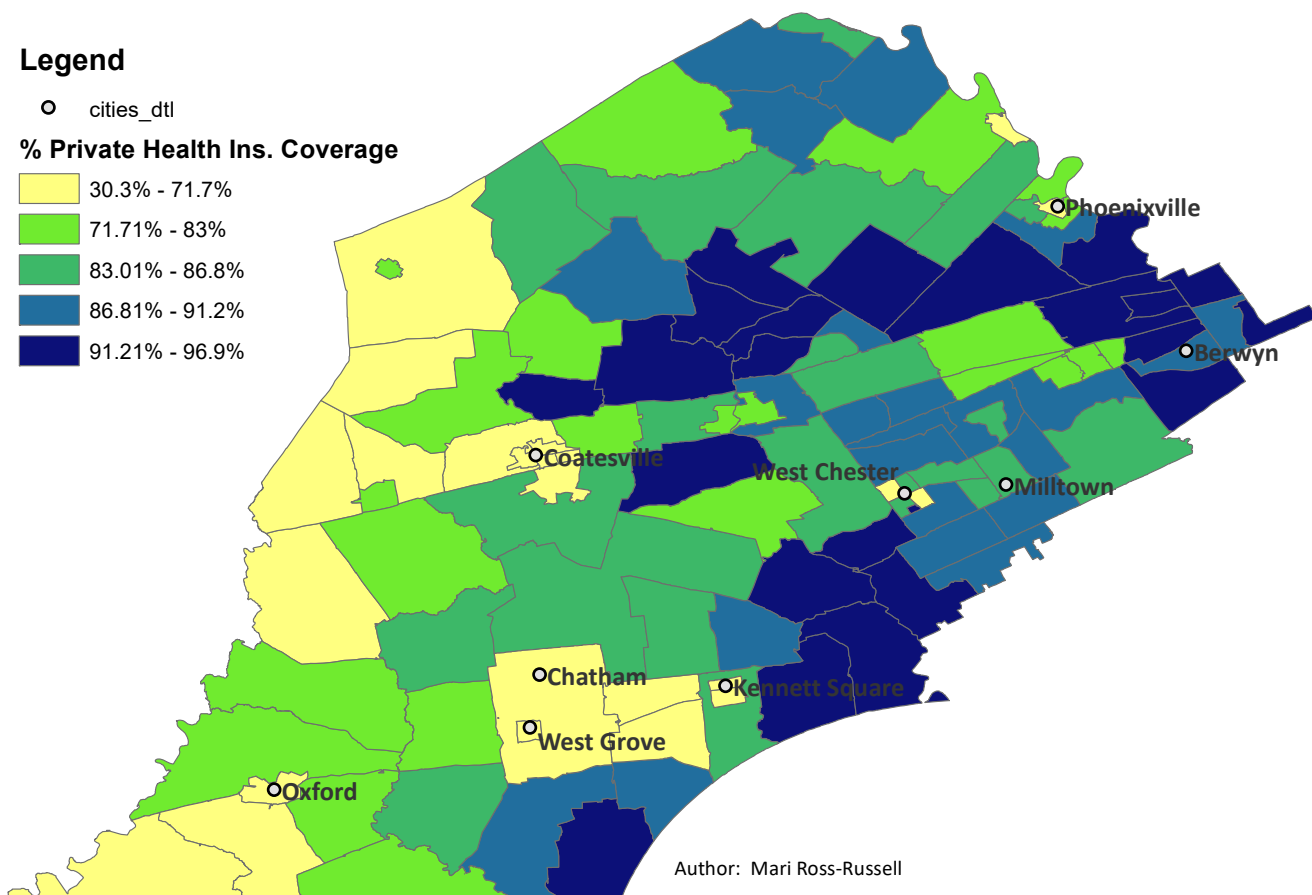 Legend
cities_dtl
% Private Health Ins. Coverage
30.3% - 71.7%
71.71% - 83%
83.01% - 86.8%
86.81% - 91.2%
91.21% - 96.9%
Phoenixville
Berwyn
Coatesville
West Chester
Milltown
Chatham
Kennett Square
West Grove
Oxford
Author: Mari Ross-Russell